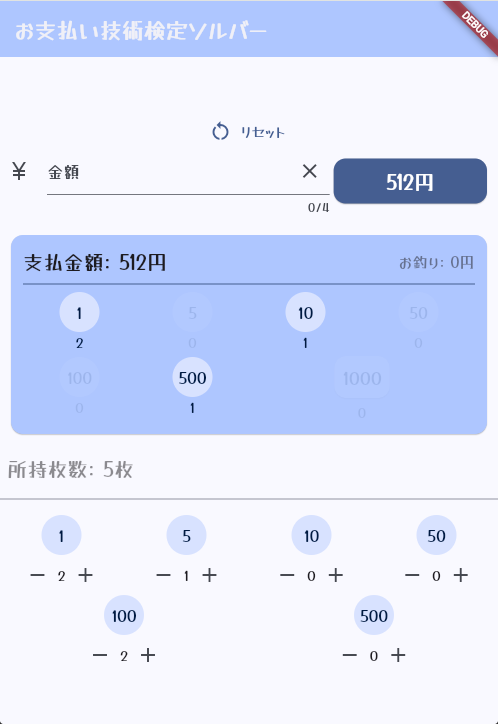 お支払い技術検定ソルバー
DEBUG
リセット
¥ 金額 512円
0/4
支払金額: 512円 お釣り: 0円
1 5 10 50
2 0 1 0
100 500 1000
0 1 0
所持枚数: 5枚
1 5 10 50
− 2 + − 1 + − 0 + − 0 +
100 500
− 2 + − 0 +